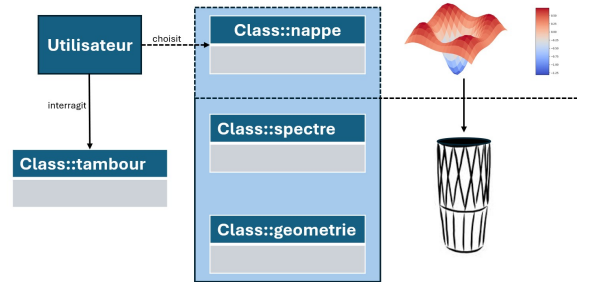 Utilisateur
choisit
Class::nappe
interragit
Class::spectre
Class::tambour
Class::geometrie